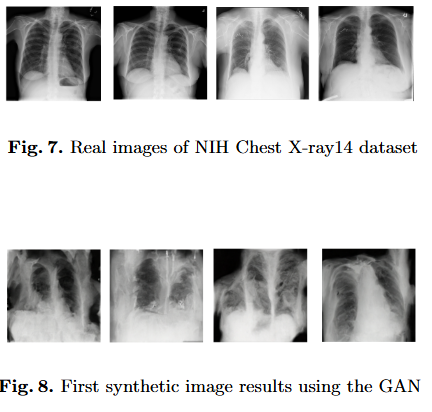 Fig. 7. Real images of NIH Chest X-ray14 dataset
Fig. 8. First synthetic image results using the GAN